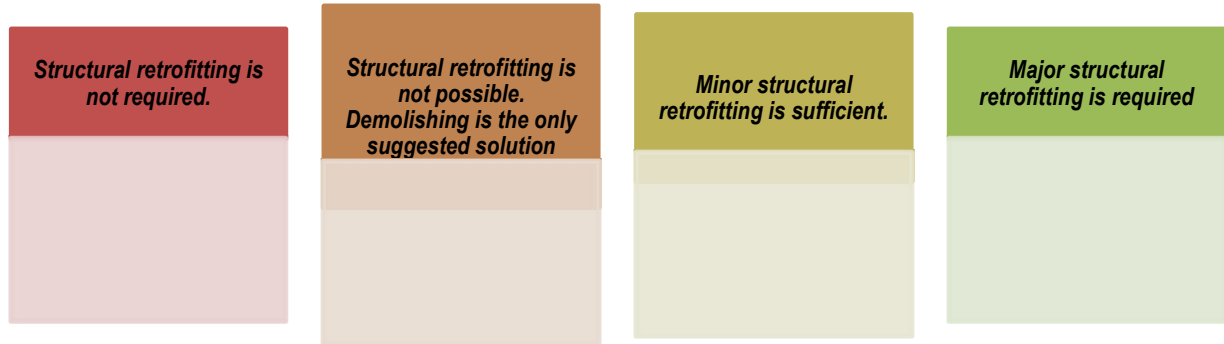 Structural retrofitting is
not required.
Structural retrofitting is
not possible.
Demolishing is the only
suggested solution
Minor structural
retrofitting is sufficient.
Major structural
retrofitting is required